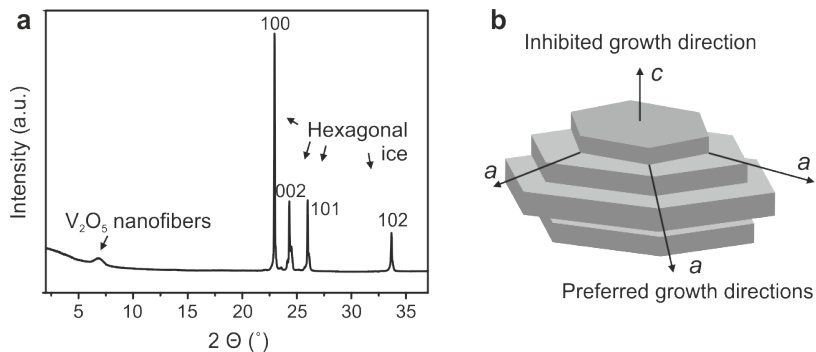 a
100
Hexagonal
ice
002
101
102
V₂O₅ nanofibers
Intensity (a.u.)
5 10 15 20 25 30 35
2 Θ (°)
b
Inhibited growth direction
c
a
a
a
Preferred growth directions